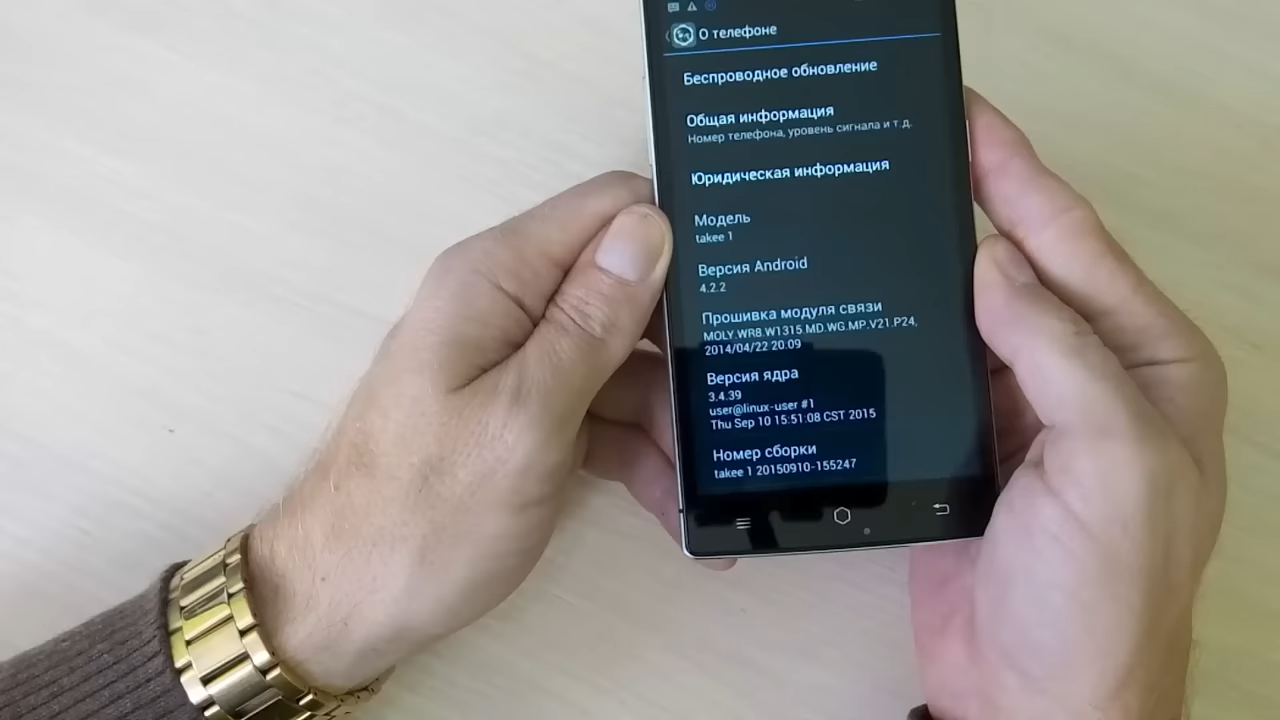 О телефоне
Беспроводное обновление
Общая информация
Номер телефона, уровень сигнала и т.д.
Юридическая информация
Модель
takee 1
Версия Android
4.2.2
Прошивка модуля связи
MOLY.WR8.W1315.MD.WG.MP.V21.P24,
2014/04/22 20:09
Версия ядра
3.4.39
user@linux-user #1
Thu Sep 10 15:51:08 CST 2015
Номер сборки
takee 1 20150910-155247